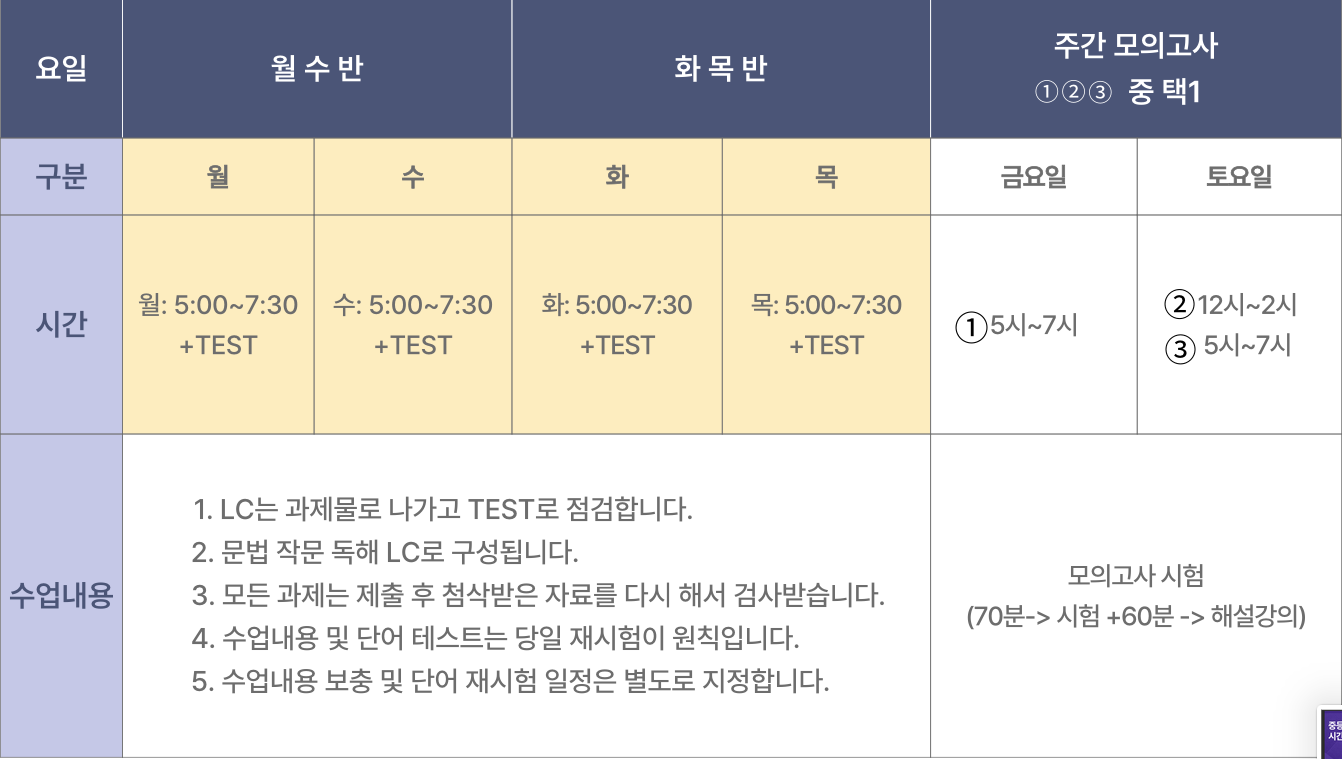 요일
월 수 반
화 목 반
주간 모의고사
①②③ 중 택1
구분
월
수
화
목
금요일
토요일
시간
월: 5:00~7:30
+TEST
수: 5:00~7:30
+TEST
화: 5:00~7:30
+TEST
목: 5:00~7:30
+TEST
①5시~7시
②12시~2시
③ 5시~7시
수업내용
1. LC는 과제물로 나가고 TEST로 점검합니다.
2. 문법 작문 독해 LC로 구성됩니다.
3. 모든 과제는 제출 후 첨삭받은 자료를 다시 해서 검사받습니다.
4. 수업내용 및 단어 테스트는 당일 재시험이 원칙입니다.
5. 수업내용 보충 및 단어 재시험 일정은 별도로 지정합니다.
모의고사 시험
(70분-> 시험 +60분 -> 해설강의)